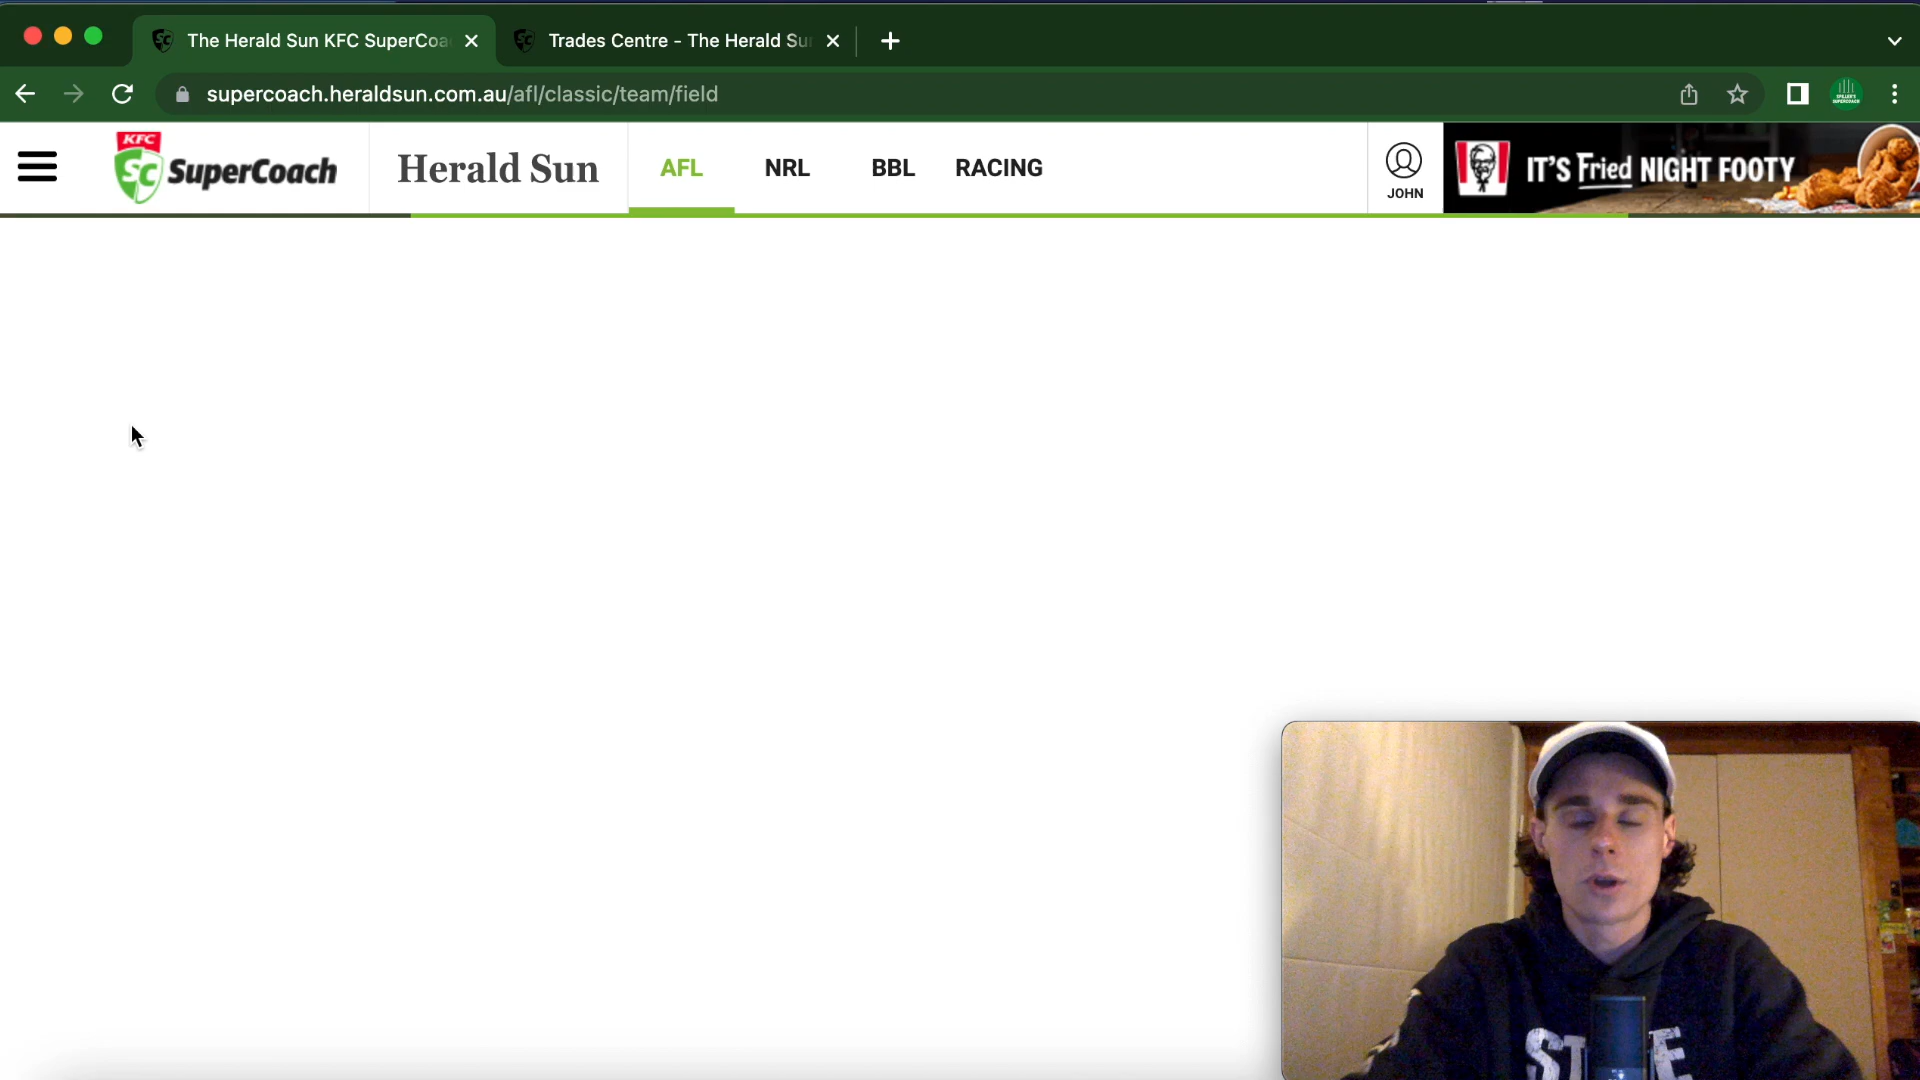 The Herald Sun KFC SuperCoa
Trades Centre - The Herald Su
supercoach.heraldsun.com.au/afl/classic/team/field
KFC
SC SuperCoach
Herald Sun
AFL
NRL
BBL
RACING
JOHN
IT'S Fried NIGHT FOOTY